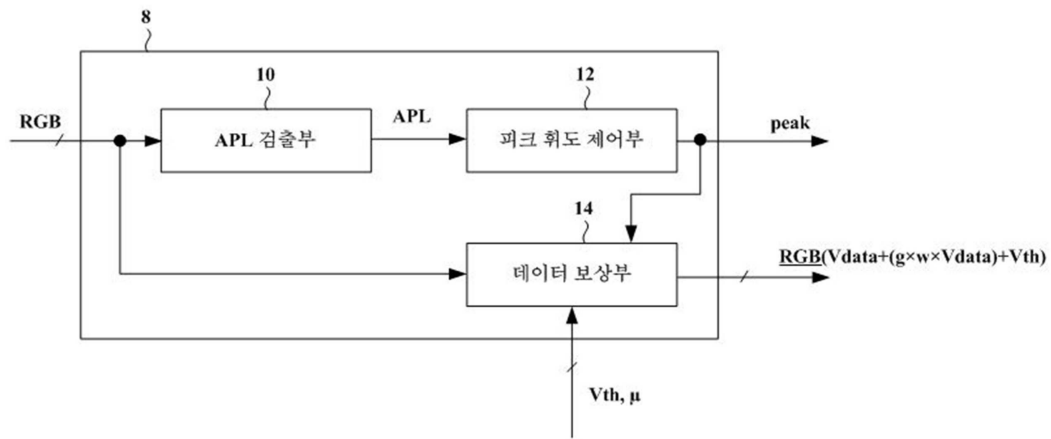 8
10
12
RGB
APL
peak
APL 검출부
피크 휘도 제어부
14
데이터 보상부
RGB(Vdata+(g×w×Vdata)+Vth)
Vth, μ